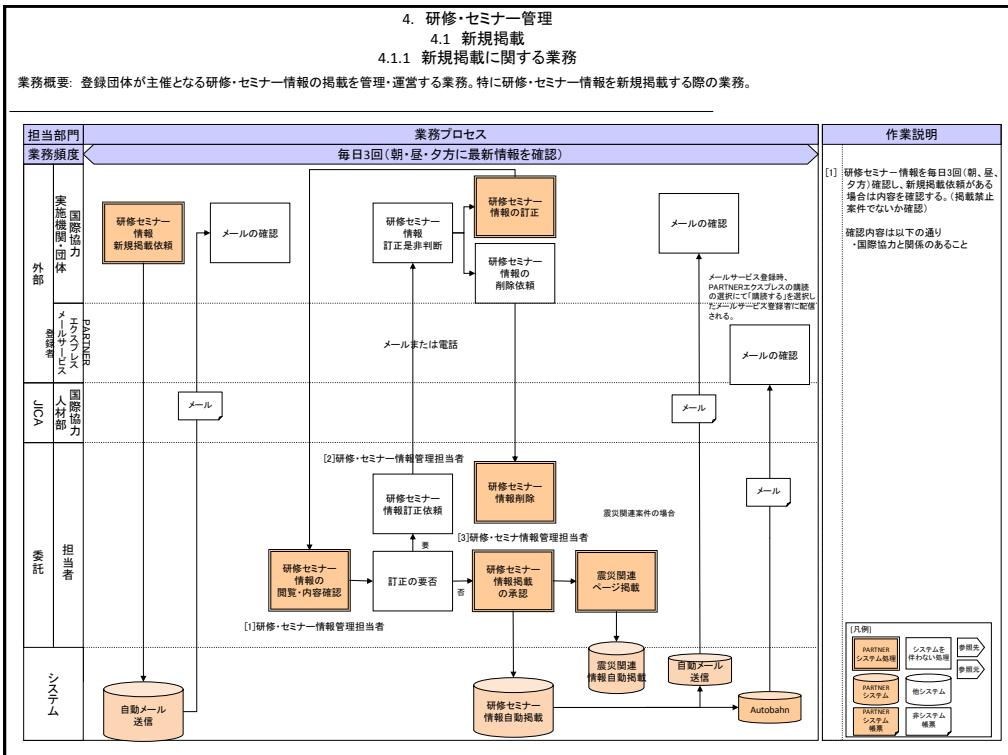 4. 研修・セミナー管理
4.1 新規掲載
4.1.1 新規掲載に関する業務
業務概要: 登録団体が主催となる研修・セミナー情報の掲載を管理・運営する業務。特に研修・セミナー情報を新規掲載する際の業務。
担当部門
業務プロセス
作業説明
業務頻度
毎日3回(朝・昼・夕方に最新情報を確認)
外部
国際協力
実施機関・団体
研修セミナー
情報
新規掲載依頼
メールの確認
研修セミナー
情報
訂正是非判断
研修セミナー
情報の訂正
研修セミナー
情報の
削除依頼
メールの確認
メールサービス登録時、
PARTNERエクスプレスの購読
の選択にて「購読する」を選択し
たメールサービス登録者に配信
される。
PARTNER
エクスプレス
メールサービス
登録者
メールまたは電話
メールの確認
JICA
国際協力
人材部
メール
メール
メール
委託
担当者
[2]研修・セミナー情報管理担当者
研修セミナー
情報訂正依頼
研修セミナー
情報削除
震災関連案件の場合
要
[3]研修・セミナ情報管理担当者
研修セミナー
情報の
閲覧・内容確認
訂正の要否
否
研修セミナー
情報掲載
の承認
震災関連
ページ掲載
[1]研修・セミナー情報管理担当者
システム
自動メール
送信
研修セミナー
情報自動掲載
震災関連
情報自動掲載
自動メール
送信
Autobahn
[1] 研修セミナー情報を毎日3回(朝、昼、
夕方)確認し、新規掲載依頼がある
場合は内容を確認する。(掲載禁止
案件でないか確認)
確認内容は以下の通り
・国際協力と関係のあること
[凡例]
PARTNER
システム処理
システムを
伴わない処理
参照先
参照元
PARTNER
システム
他システム
PARTNER
システム
帳票
非システム
帳票